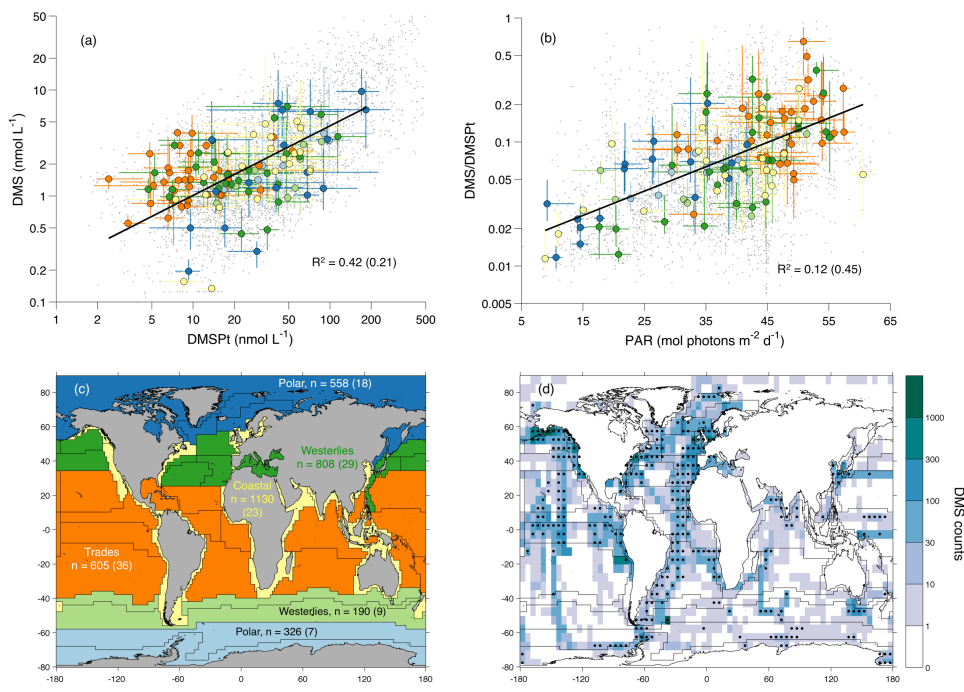 (a)
DMS (nmol L⁻¹)
50
10
5
1
0.5
0.2
0.1
R² = 0.42 (0.21)
1 2 5 10 20 50 100 200 500
DMSPt (nmol L⁻¹)
(b)
DMS/DMSPt
1
0.5
0.2
0.1
0.05
0.02
0.01
0.005
R² = 0.12 (0.45)
5 15 25 35 45 55 65
PAR (mol photons m⁻² d⁻¹)
(c)
80
60
40
20
-0
-20
-40
-60
-80
Polar, n = 558 (18)
Westerlies
n = 808 (29)
Coastal
n = 1130
(23)
Trades
n = 605 (36)
Westerlies, n = 190 (9)
Polar, n = 326 (7)
-180 -120 -60 0 60 120 180
(d)
80
60
40
20
-0
-20
-40
-60
-80
-180 -120 -60 0 60 120 180
1000
300
100
30
10
1
0
DMS counts